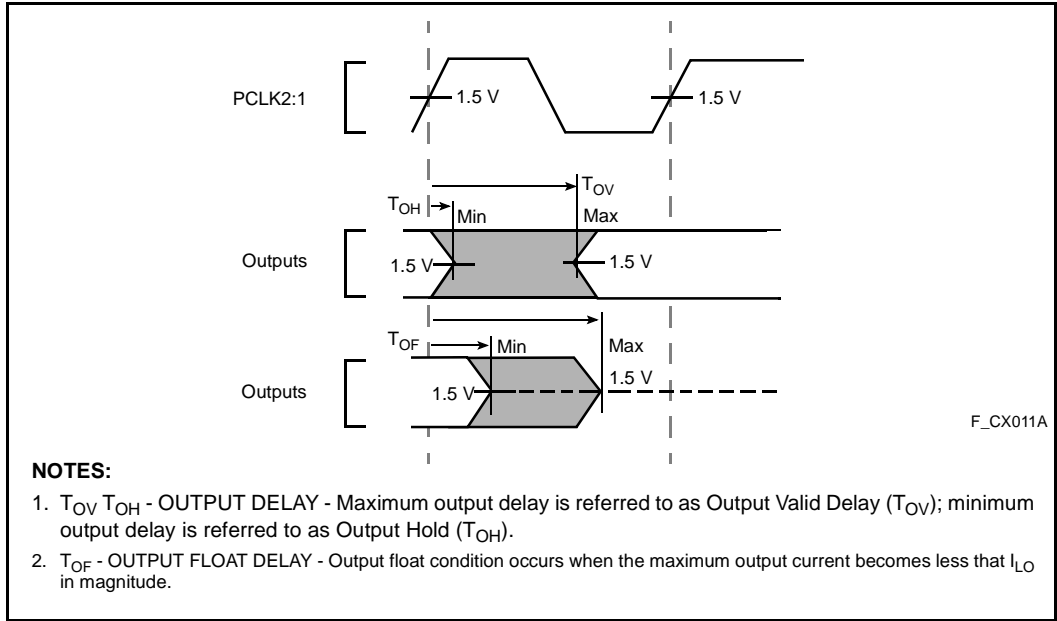 PCLK2:1
1.5 V
1.5 V
TOV
TOH
Min
Max
Outputs
1.5 V
1.5 V
TOF
Min
Max
1.5 V
Outputs
1.5 V
F_CX011A
NOTES:
1. TOV TOH - OUTPUT DELAY - Maximum output delay is referred to as Output Valid Delay (TOV); minimum
output delay is referred to as Output Hold (TOH).
2. TOF - OUTPUT FLOAT DELAY - Output float condition occurs when the maximum output current becomes less that ILO
in magnitude.